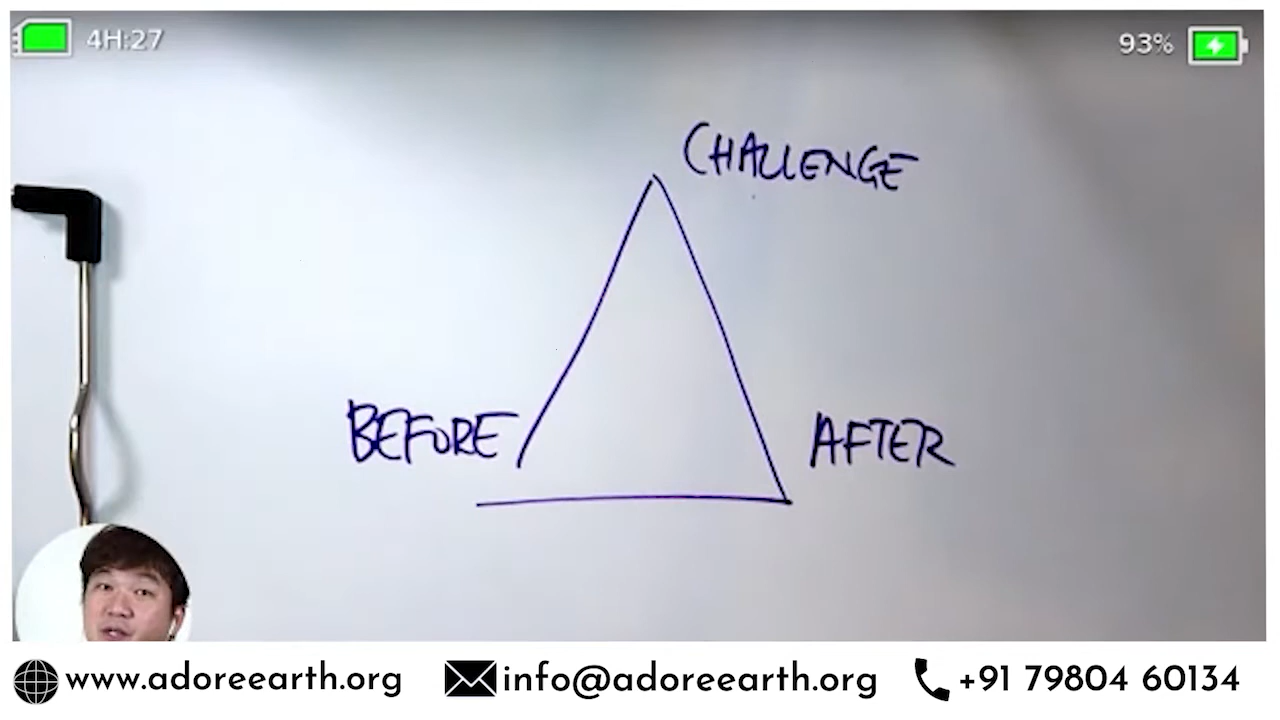 4H:27
93%
CHALLENGE
BEFORE
AFTER
www.adoreearth.org
info@adoreearth.org
+91 79804 60134